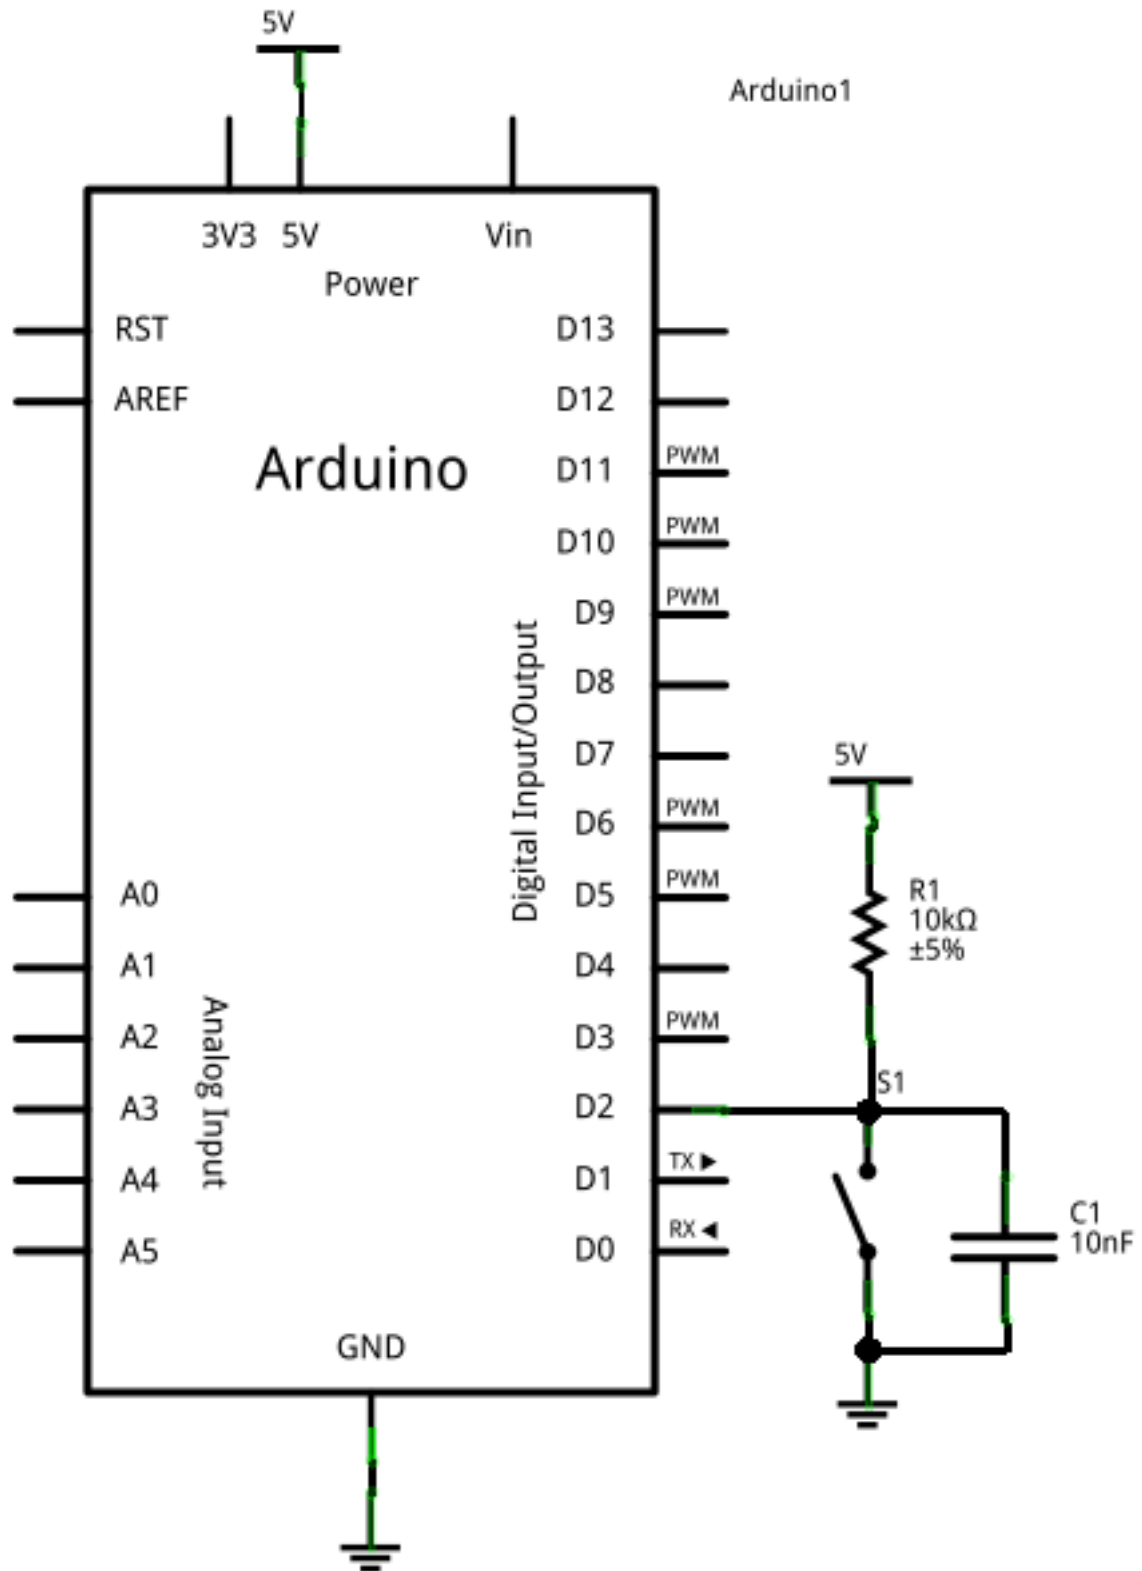 5V
Arduino1
3V3 5V Vin
Power
RST
AREF
Arduino
D13
D12
D11 PWM
D10 PWM
D9 PWM
D8
D7
D6 PWM
D5 PWM
D4
D3 PWM
D2
D1 TX ▶
D0 RX ◀
Digital Input/Output
A0
A1
A2
A3
A4
A5
Analog Input
GND
5V
R1
10kΩ
±5%
S1
C1
10nF